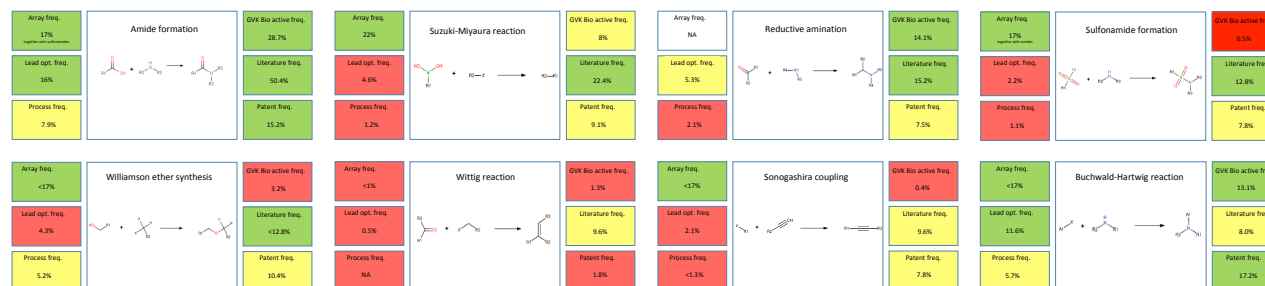 Array freq.
17%
together with sulfonamides
Lead opt. freq.
16%
Process freq.
7.9%
Amide formation
GVK Bio active freq.
28.7%
Literature freq.
50.4%
Patent freq.
15.2%
Array freq.
22%
Lead opt. freq.
4.6%
Process freq.
1.2%
Suzuki-Miyaura reaction
GVK Bio active freq.
8%
Literature freq.
22.4%
Patent freq.
9.1%
Array freq.
NA
Lead opt. freq.
5.3%
Process freq.
2.1%
Reductive amination
GVK Bio active freq.
14.1%
Literature freq.
15.2%
Patent freq.
7.5%
Array freq.
17%
together with amides
Lead opt. freq.
2.2%
Process freq.
1.1%
Sulfonamide formation
GVK Bio active fr
0.5%
Literature fre
12.8%
Patent freq.
7.8%
Array freq.
<17%
Lead opt. freq.
4.3%
Process freq.
5.2%
Williamson ether synthesis
GVK Bio active freq.
3.2%
Literature freq.
<12.8%
Patent freq.
10.4%
Array freq.
<1%
Lead opt. freq.
0.5%
Process freq.
NA
Wittig reaction
GVK Bio active freq.
1.3%
Literature freq.
9.6%
Patent freq.
1.8%
Array freq.
<17%
Lead opt. freq.
2.1%
Process freq.
<1.3%
Sonogashira coupling
GVK Bio active freq.
0.4%
Literature freq.
9.6%
Patent freq.
7.8%
Array freq.
<17%
Lead opt. freq.
11.6%
Process freq.
5.7%
Buchwald-Hartwig reaction
GVK Bio active fre
13.1%
Literature fre
8.0%
Patent freq.
17.2%